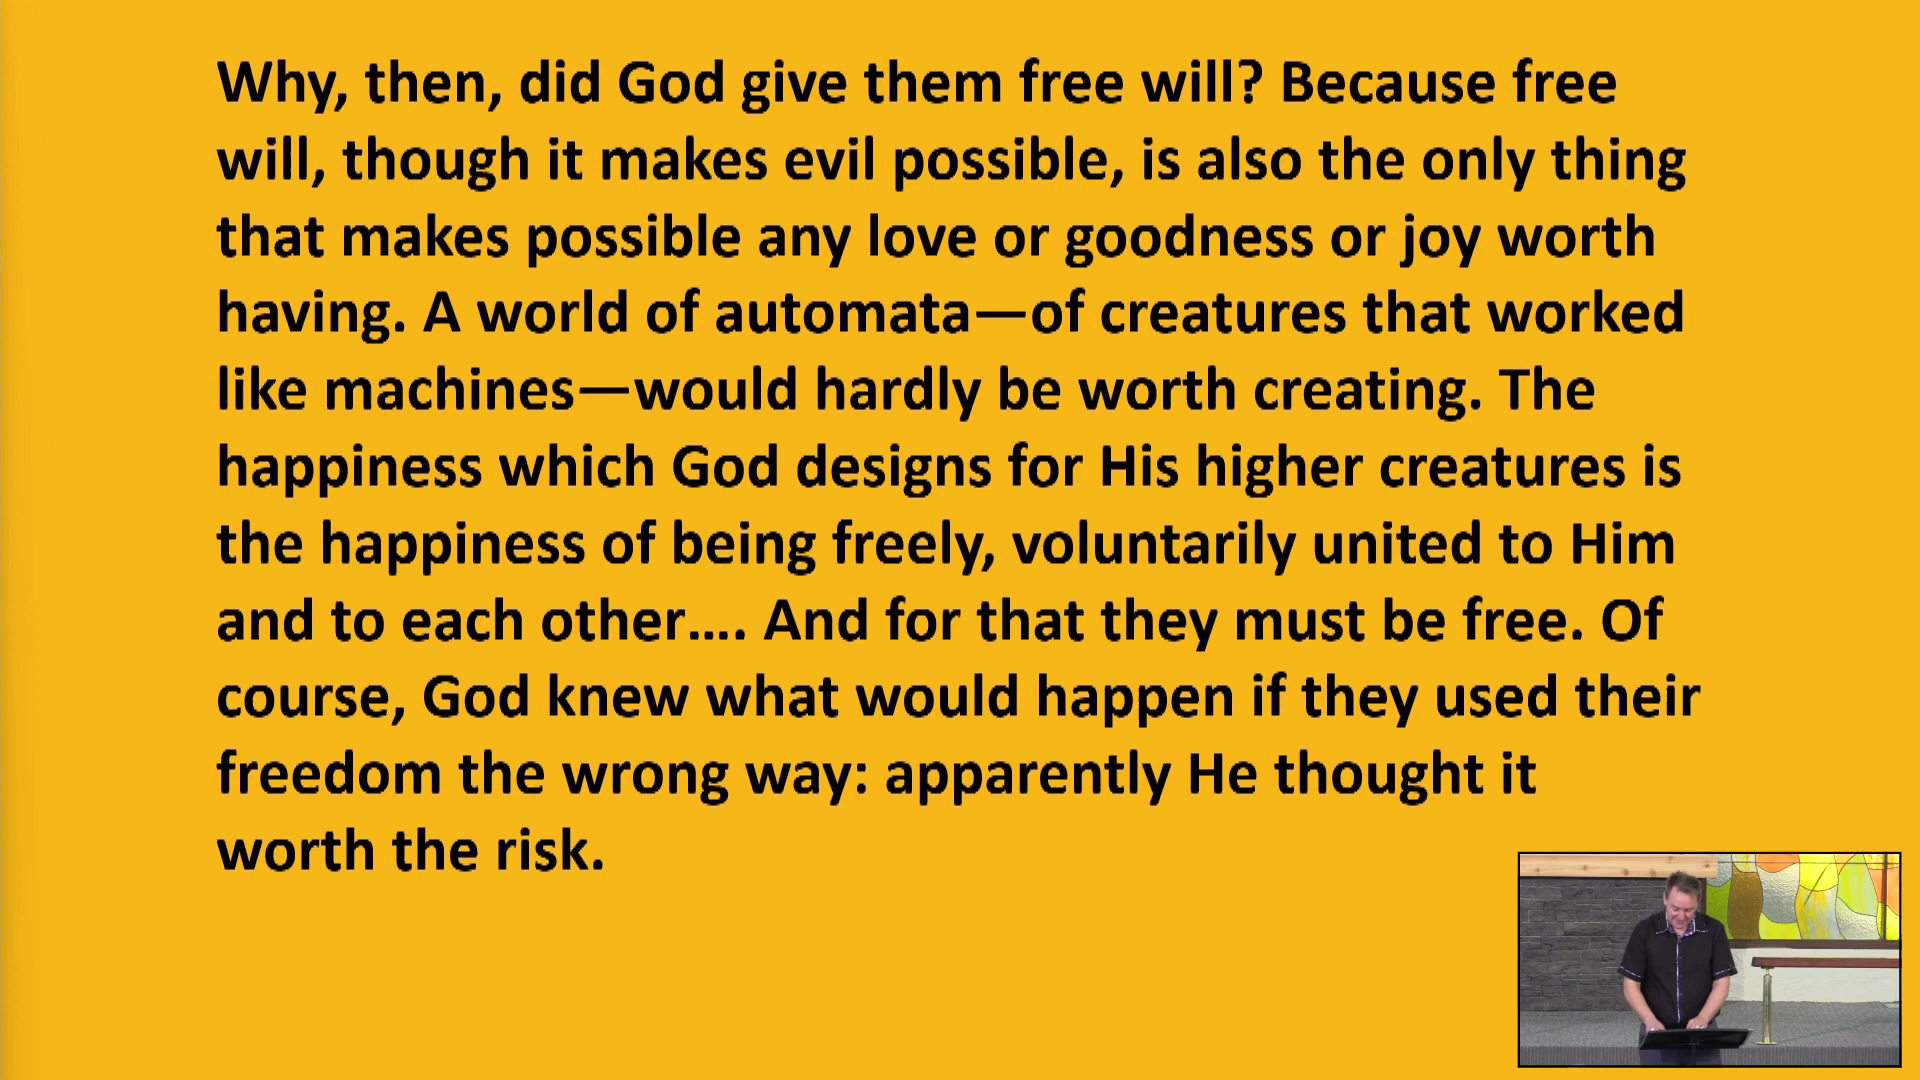 Why, then, did God give them free will? Because free
will, though it makes evil possible, is also the only thing
that makes possible any love or goodness or joy worth
having. A world of automata—of creatures that worked
like machines—would hardly be worth creating. The
happiness which God designs for His higher creatures is
the happiness of being freely, voluntarily united to Him
and to each other…. And for that they must be free. Of
course, God knew what would happen if they used their
freedom the wrong way: apparently He thought it
worth the risk.